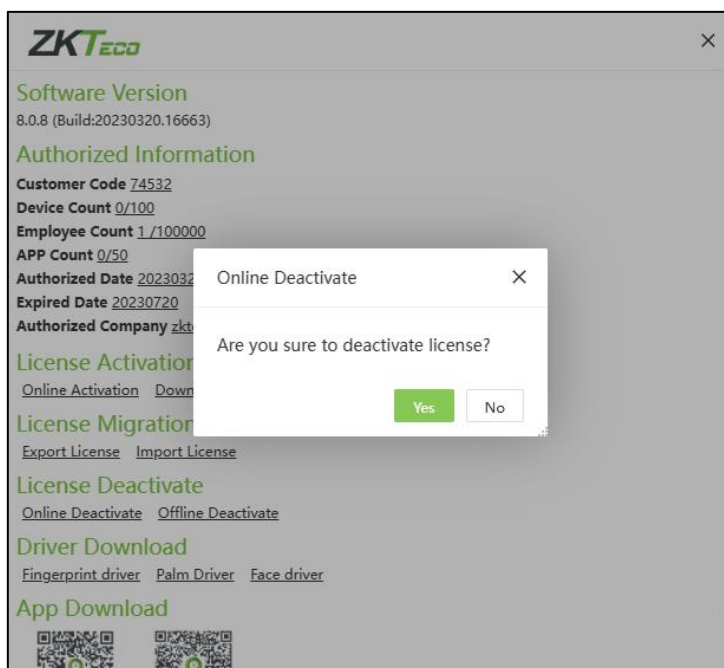 ZKTeco
Software Version
8.0.8 (Build:20230320.16663)
Authorized Information
Customer Code 74532
Device Count 0/100
Employee Count 1 /100000
APP Count 0/50
Authorized Date 2023032
Expired Date 20230720
Authorized Company zkt
Online Deactivate
Are you sure to deactivate license?
Yes No
License Activation
Online Activation Down
License Migration
Export License Import License
License Deactivate
Online Deactivate Offline Deactivate
Driver Download
Fingerprint driver Palm Driver Face driver
App Download